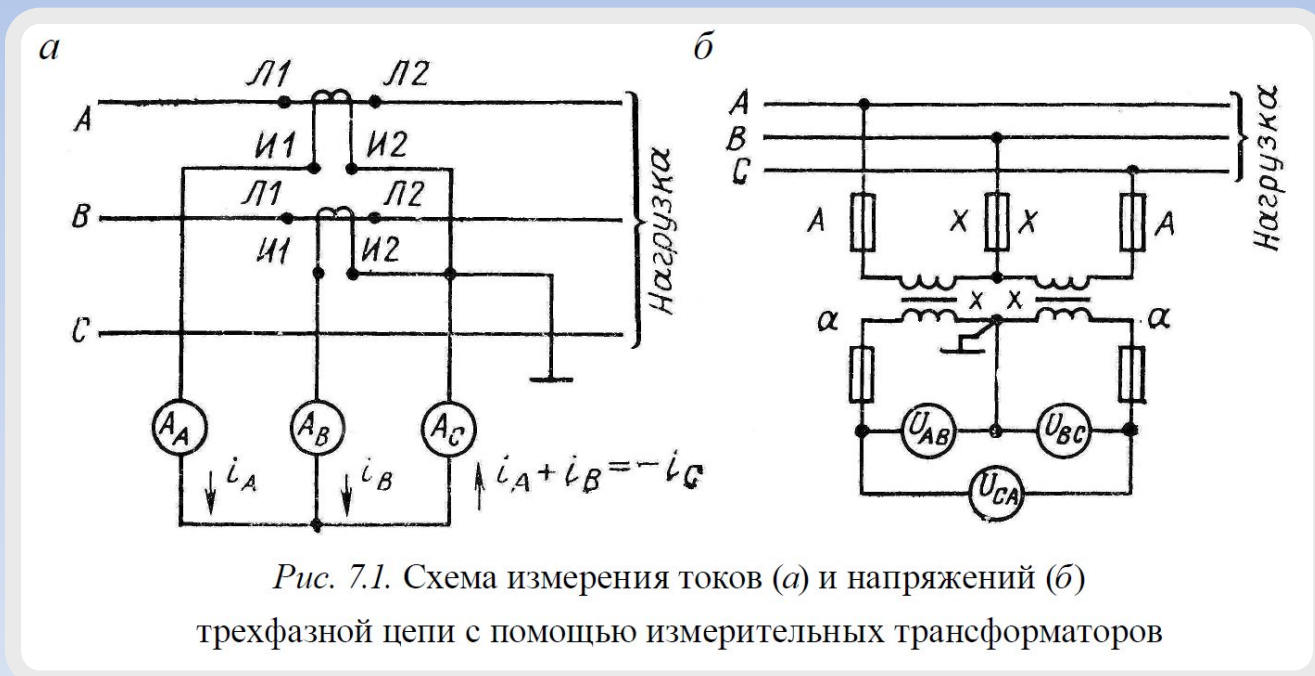 а
б
Л1 Л2
A
И1 И2
Л1 Л2
B
И1 И2
C
Нагрузка
A_A A_B A_C
i_A i_B i_A + i_B = -i_C
A
B
C
Нагрузка
A X X A
a x x a
U_AB U_BC
U_CA
Рис. 7.1. Схема измерения токов (а) и напряжений (б)
трехфазной цепи с помощью измерительных трансформаторов